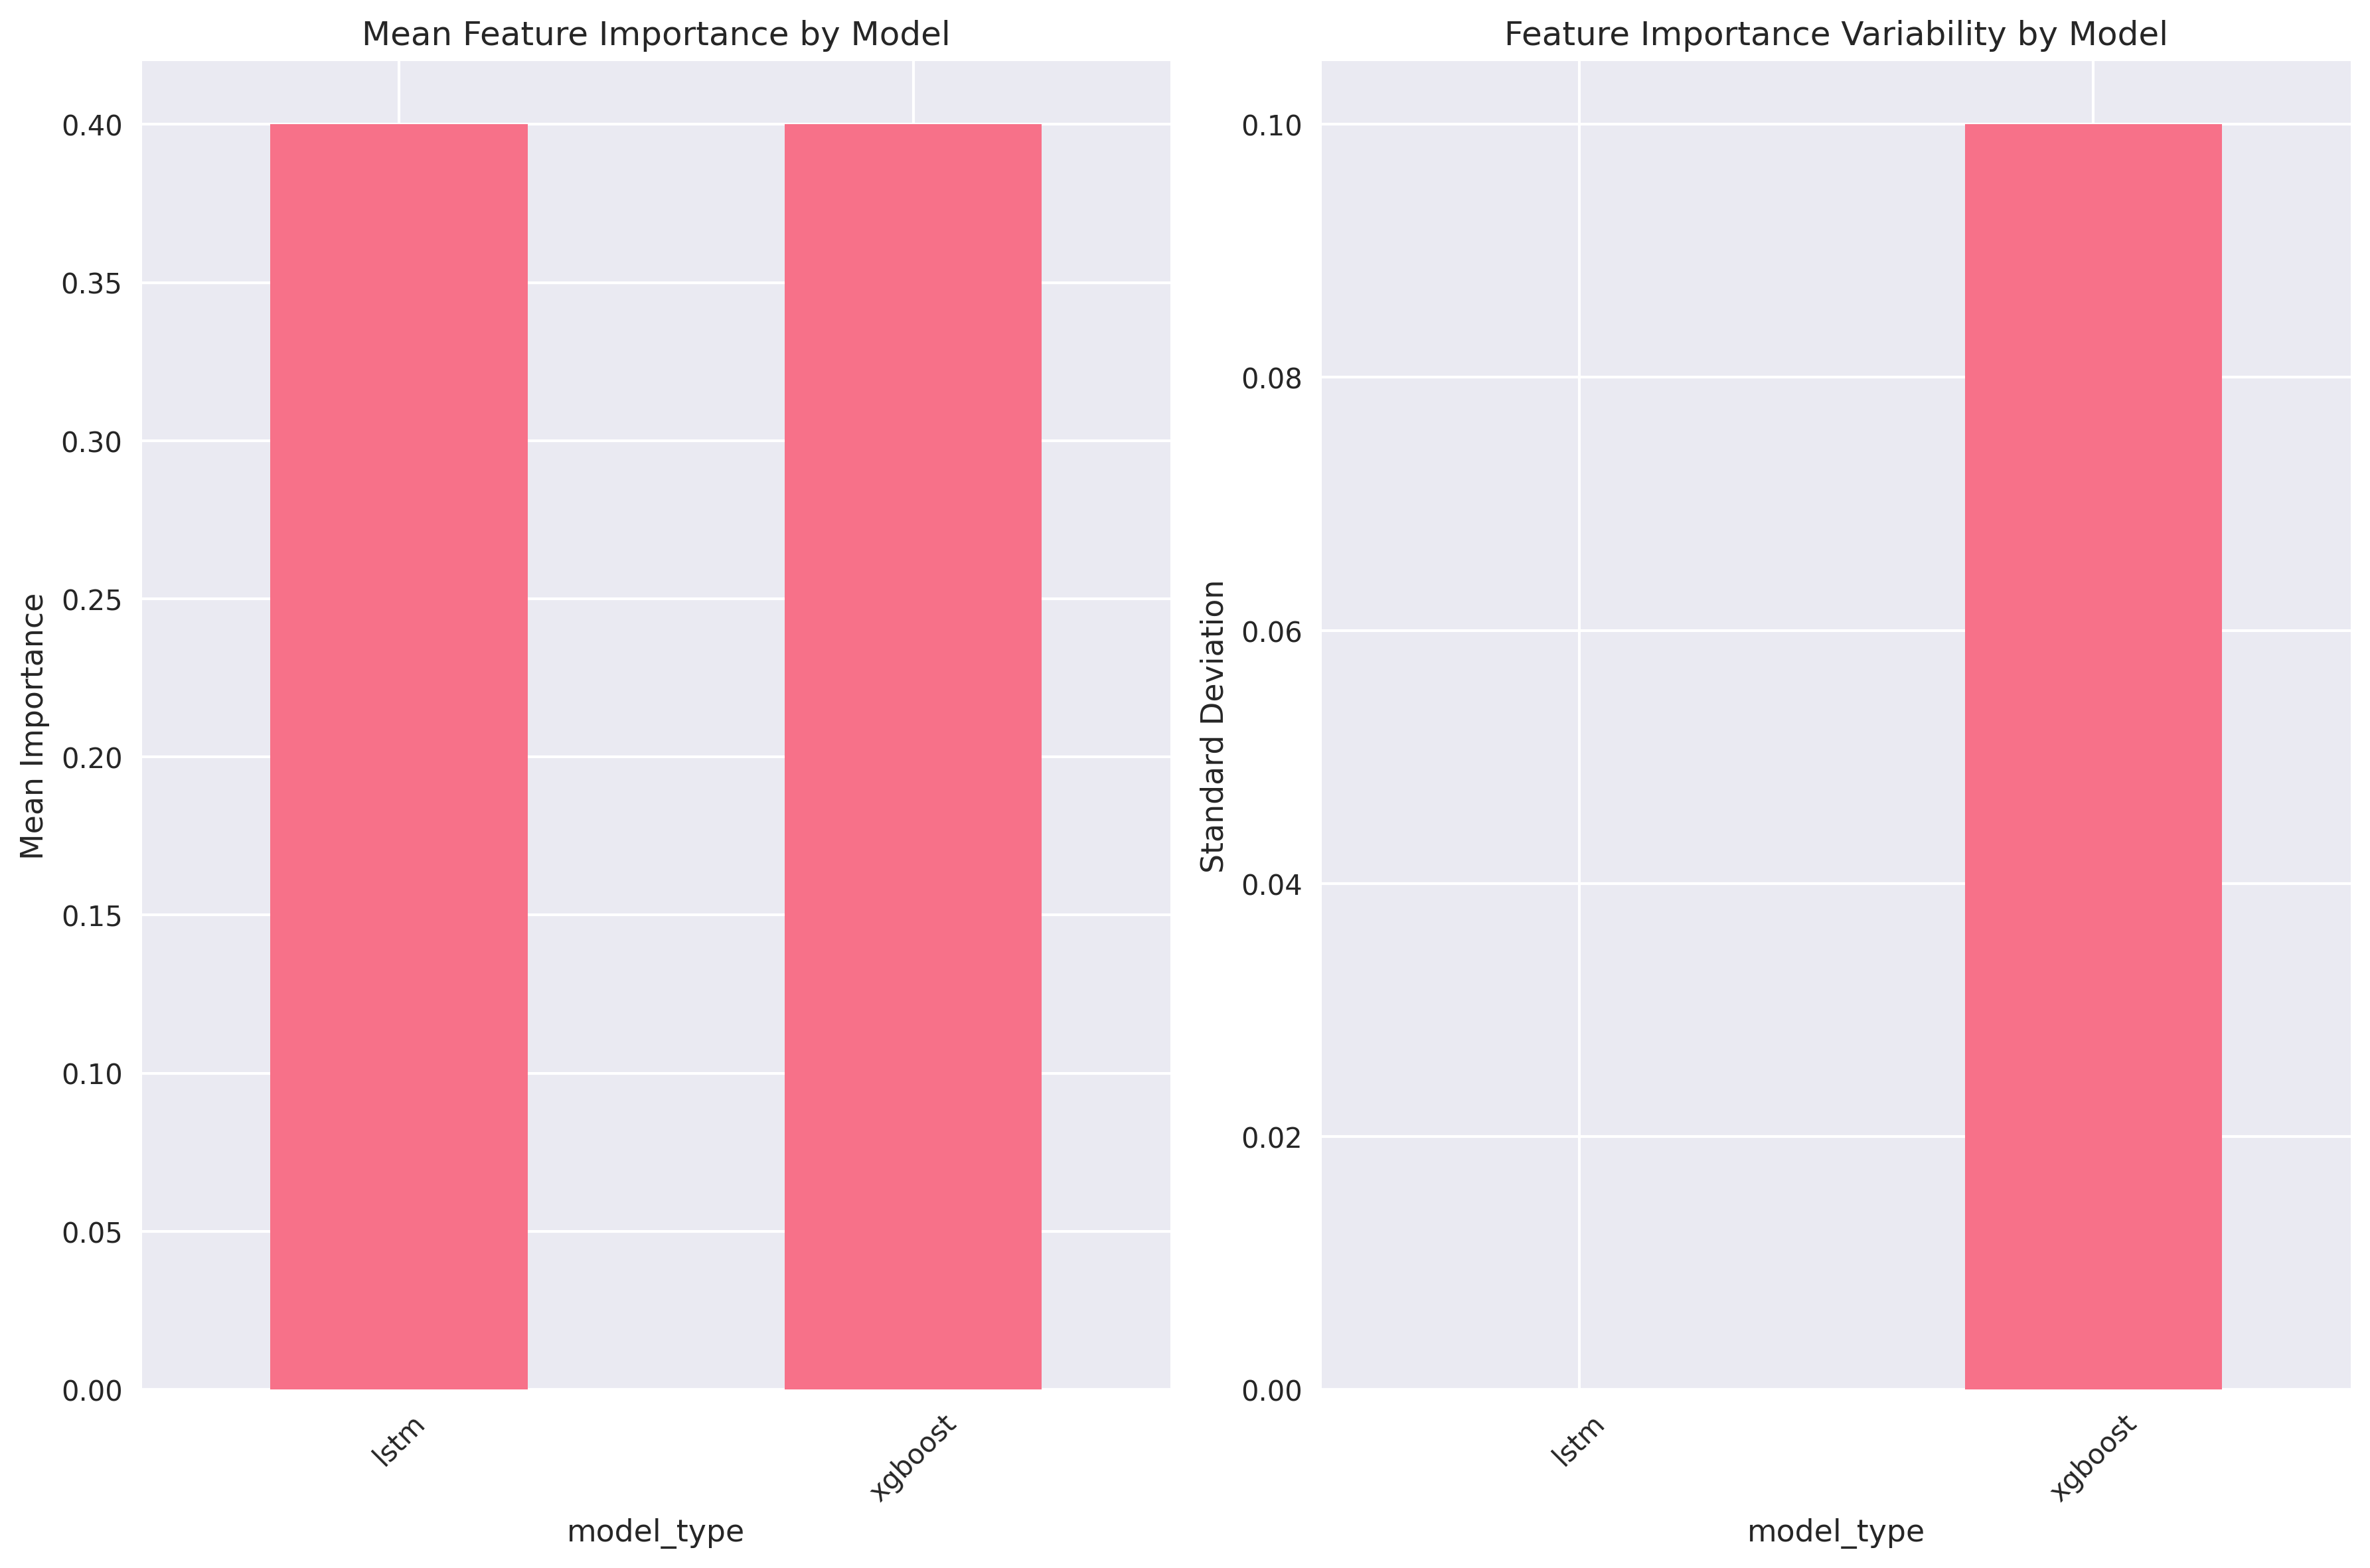 Mean Feature Importance by Model
Mean Importance
0.40
0.35
0.30
0.25
0.20
0.15
0.10
0.05
0.00
lstm
xgboost
model_type
Feature Importance Variability by Model
Standard Deviation
0.10
0.08
0.06
0.04
0.02
0.00
lstm
xgboost
model_type